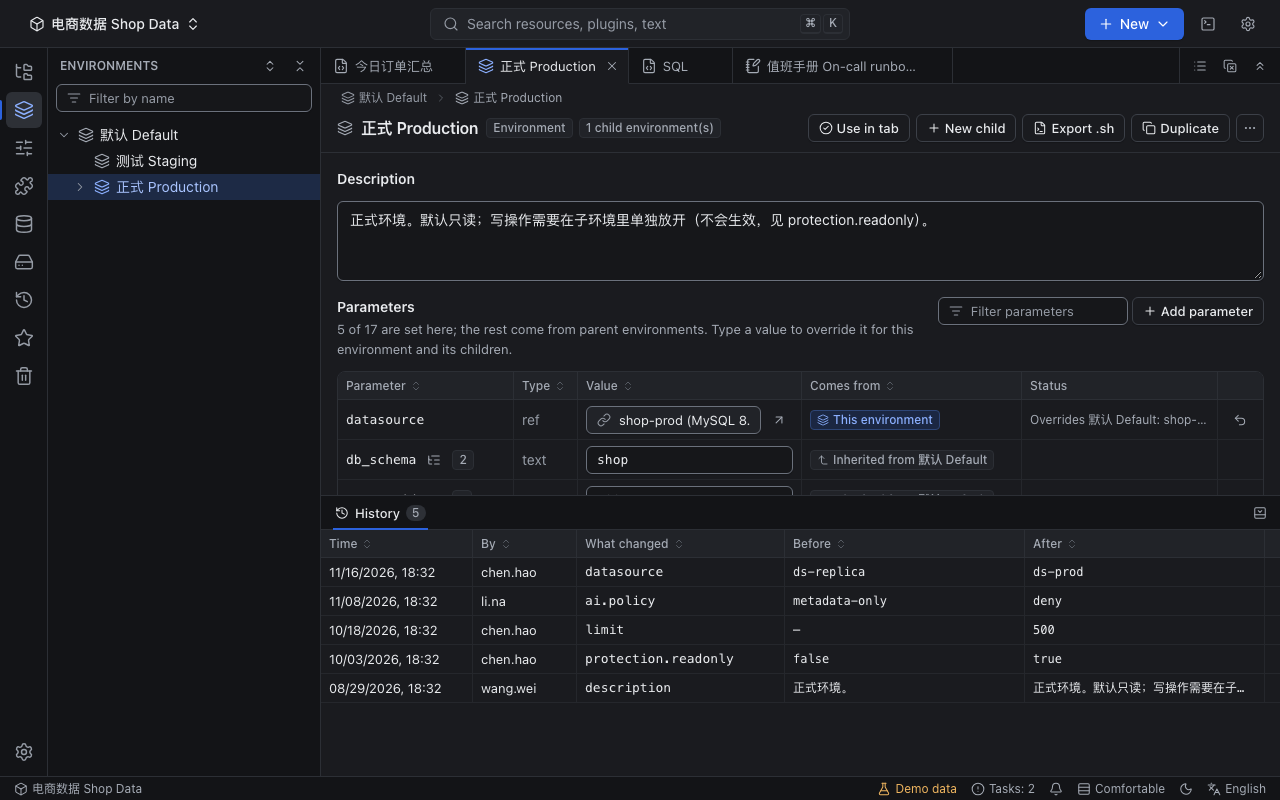 电商数据 Shop Data
Search resources, plugins, text
⌘ K
New
ENVIRONMENTS
Filter by name
默认 Default
测试 Staging
正式 Production
今日订单汇总
正式 Production
SQL
值班手册 On-call runbo...
默认 Default
正式 Production
正式 Production
Environment
1 child environment(s)
Use in tab
New child
Export .sh
Duplicate
Description
正式环境。默认只读；写操作需要在子环境里单独放开（不会生效，见 protection.readonly）。
Parameters
5 of 17 are set here; the rest come from parent environments. Type a value to override it for this
environment and its children.
Filter parameters
Add parameter
Parameter Type Value Comes from Status
datasource ref shop-prod (MySQL 8. This environment Overrides 默认 Default: shop-...
db_schema 2 text shop Inherited from 默认 Default
History 5
Time By What changed Before After
11/16/2026, 18:32 chen.hao datasource ds-replica ds-prod
11/08/2026, 18:32 li.na ai.policy metadata-only deny
10/18/2026, 18:32 chen.hao limit — 500
10/03/2026, 18:32 chen.hao protection.readonly false true
08/29/2026, 18:32 wang.wei description 正式环境。 正式环境。默认只读；写操作需要在子...
电商数据 Shop Data
Demo data
Tasks: 2
Comfortable
English